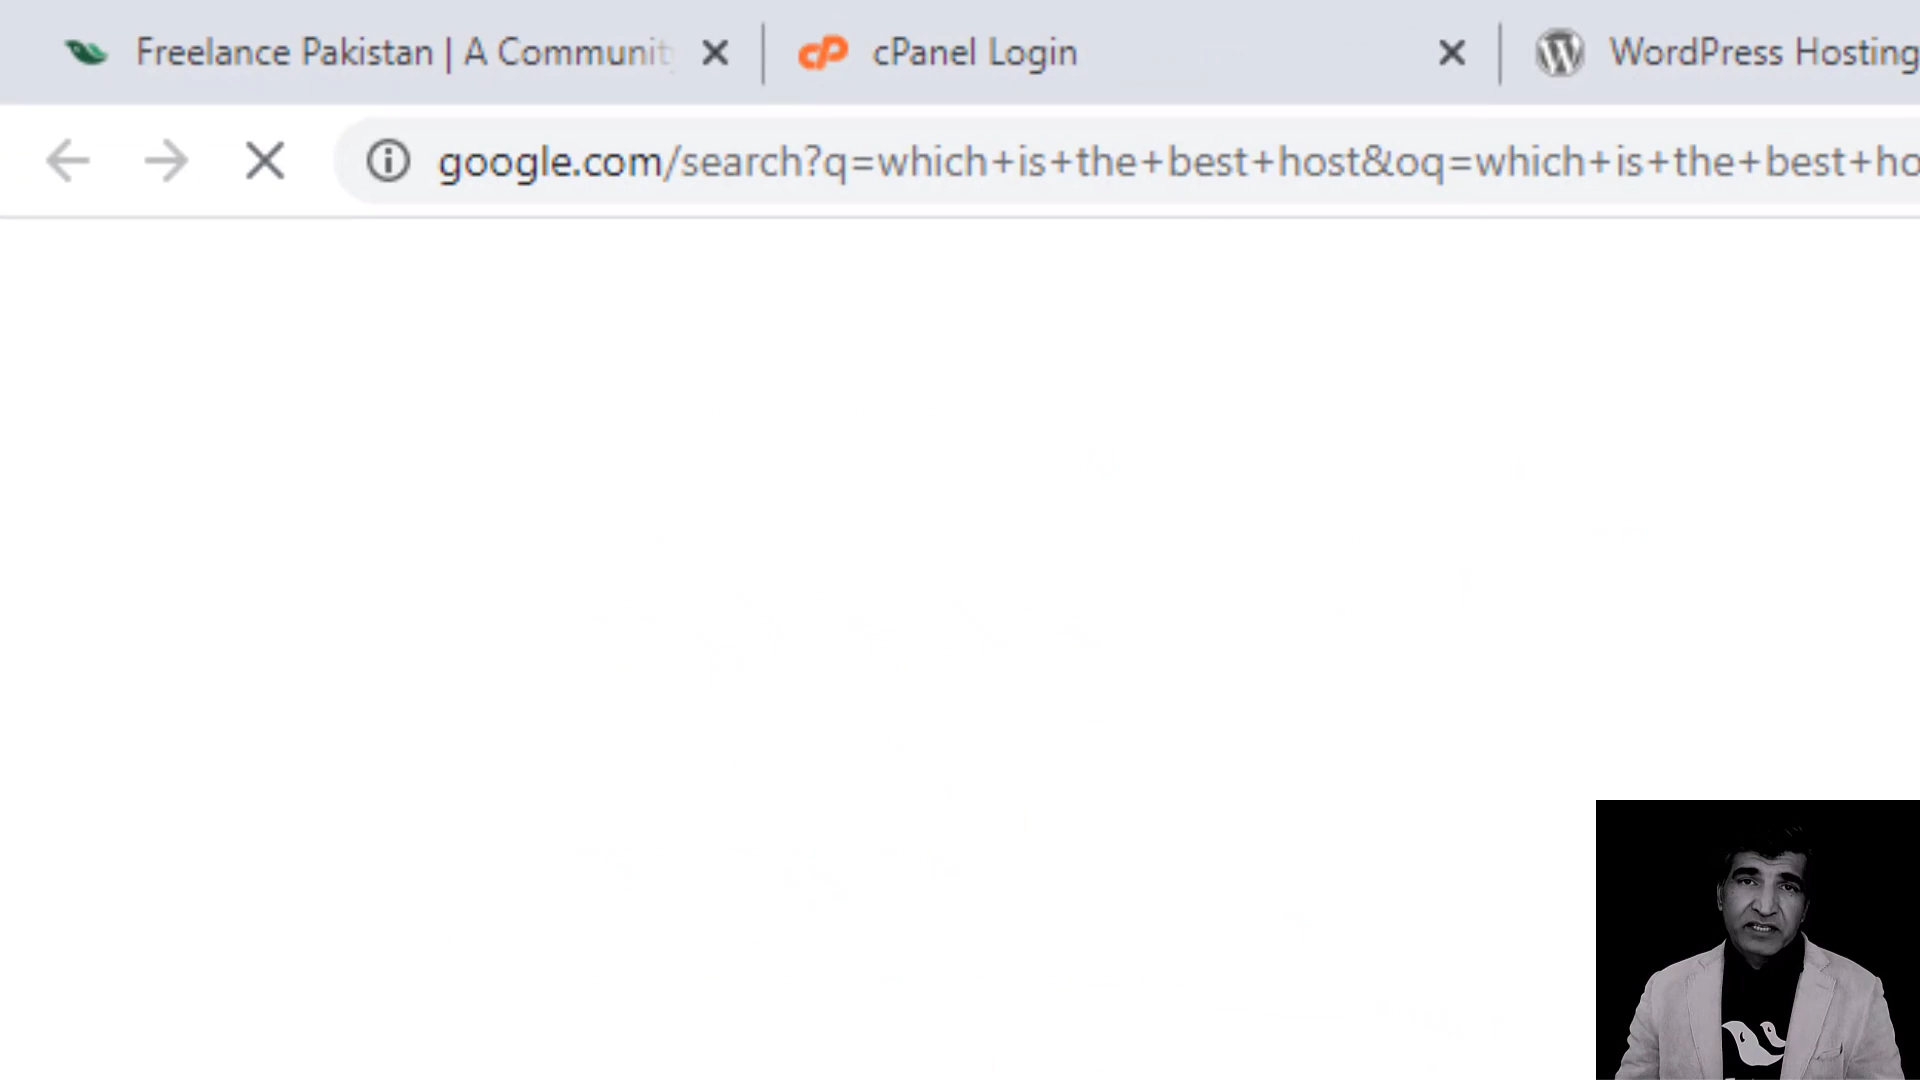 Freelance Pakistan | A Communit
cPanel Login
WordPress Hosting
google.com/search?q=which+is+the+best+host&oq=which+is+the+best+ho